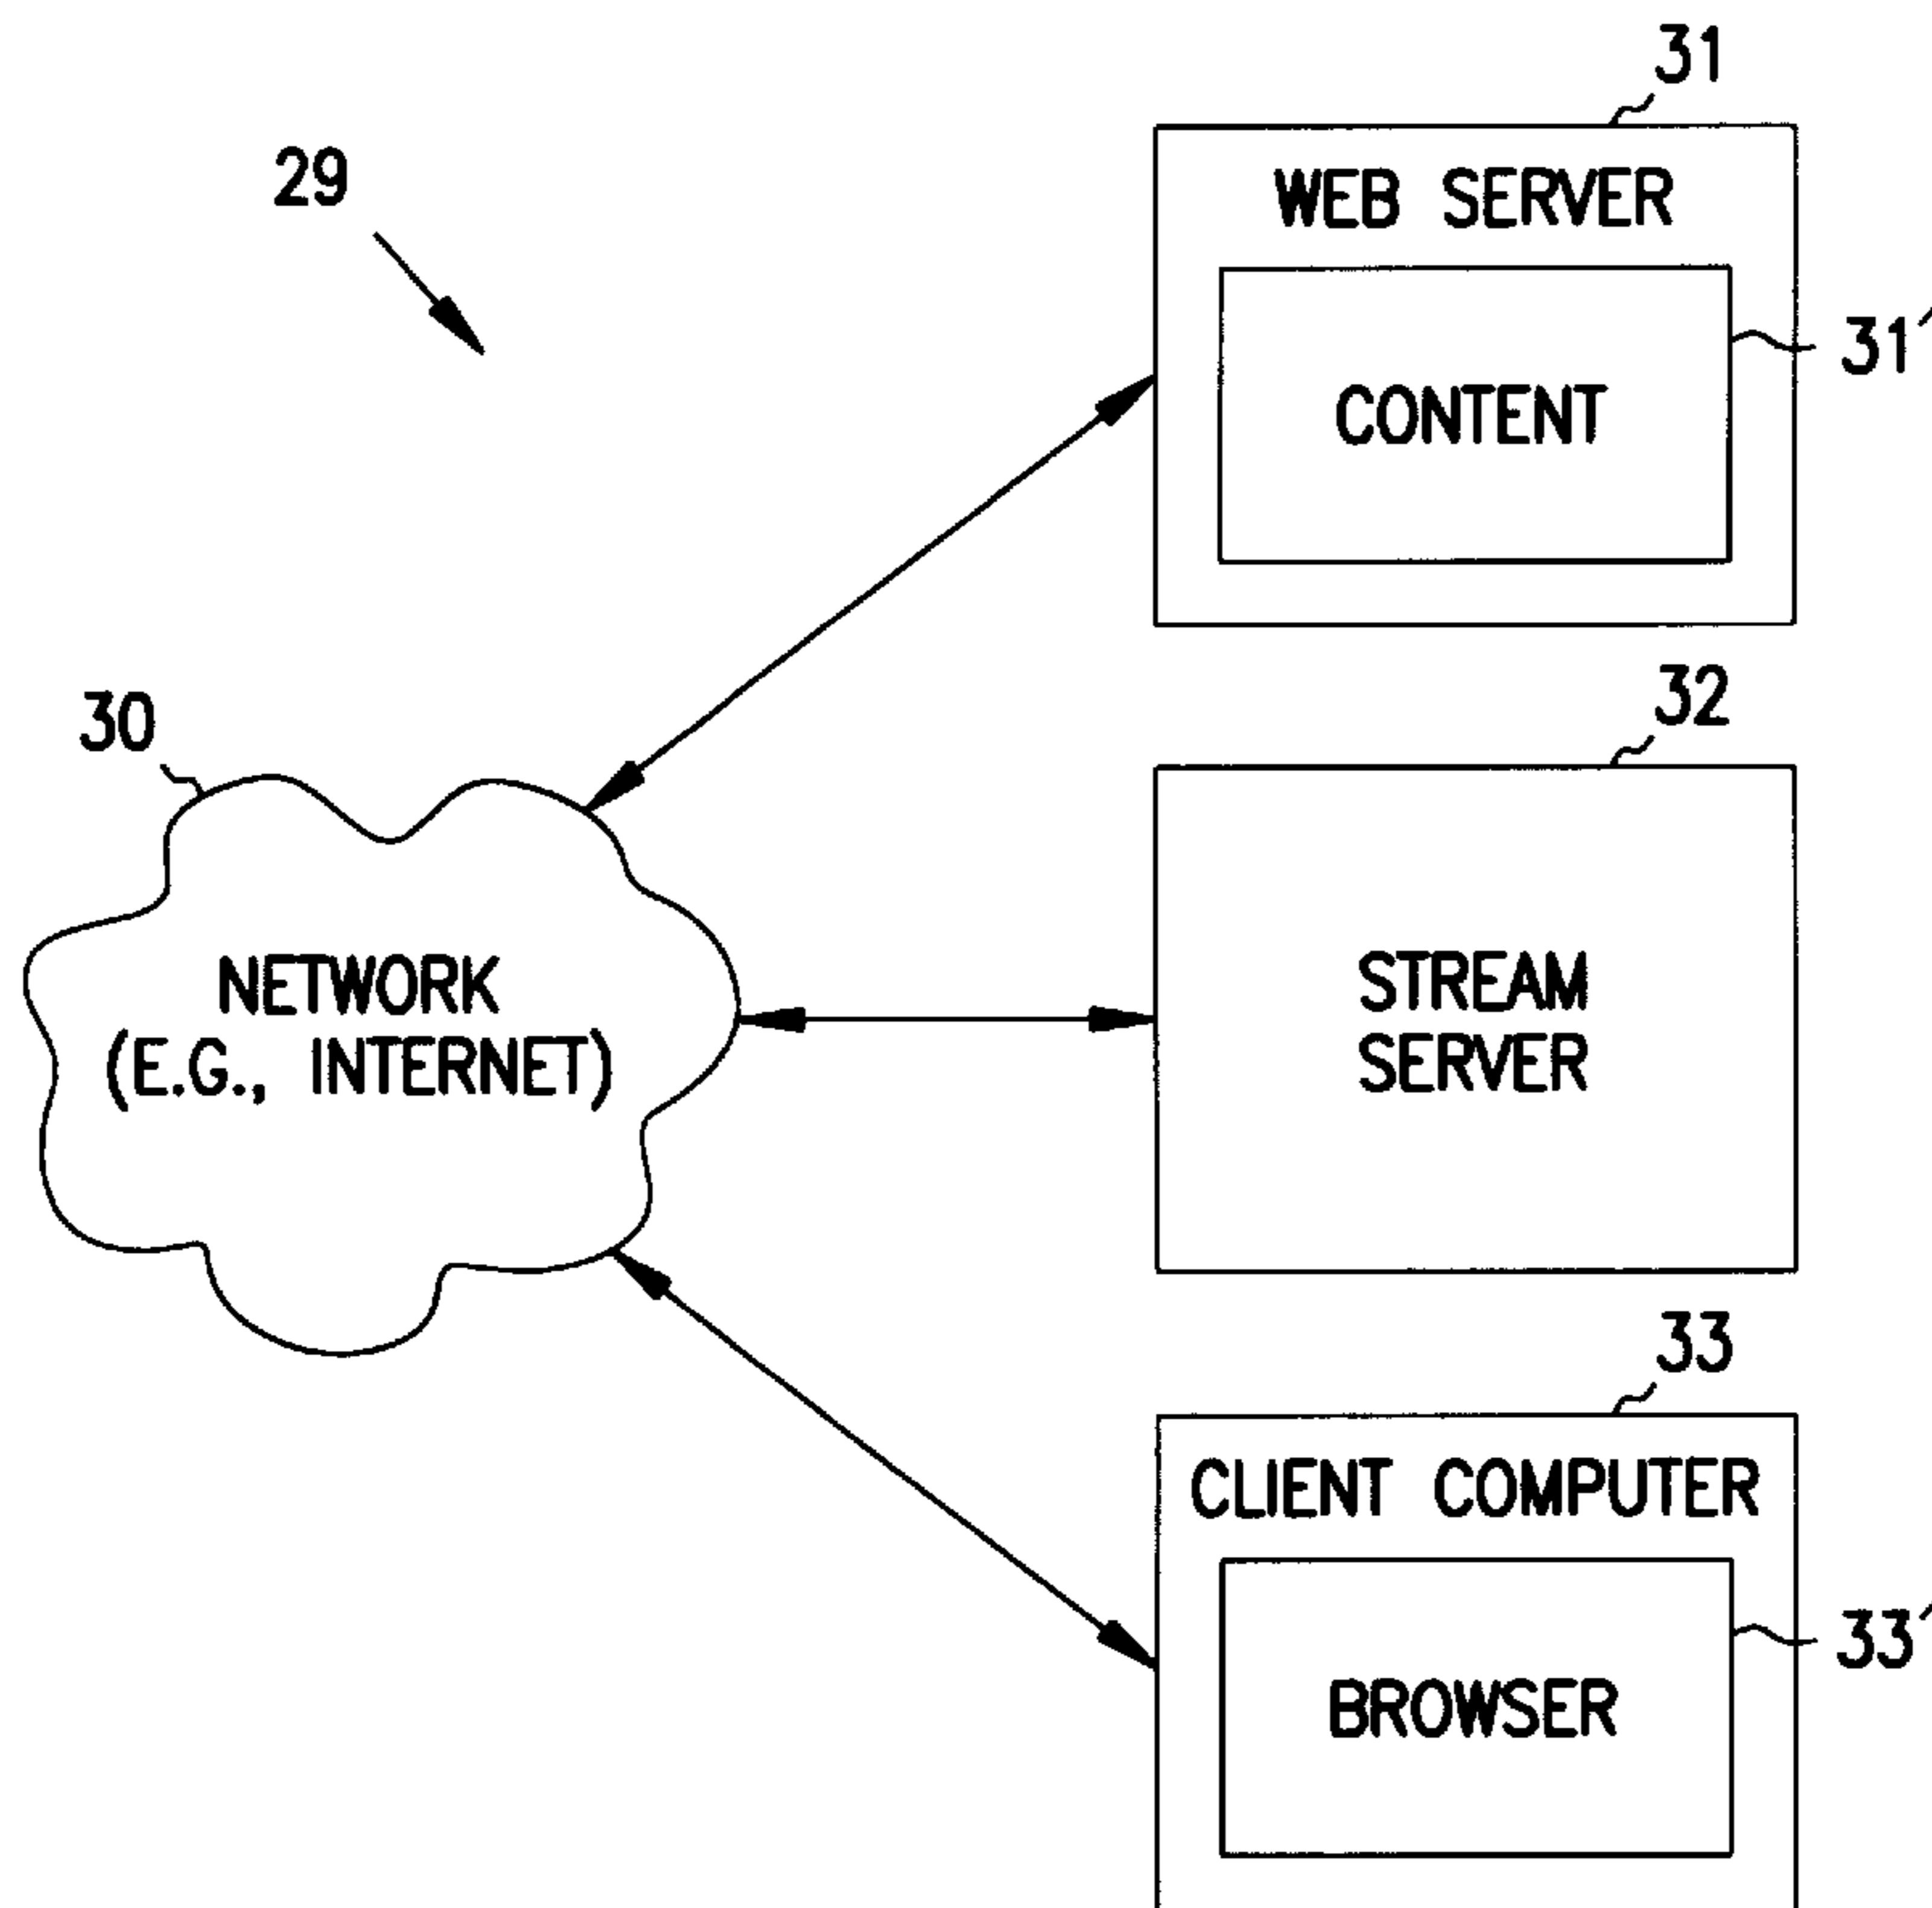 31
29
WEB SERVER
31'
CONTENT
32
30
STREAM
SERVER
NETWORK
(E.G., INTERNET)
33
CLIENT COMPUTER
33'
BROWSER